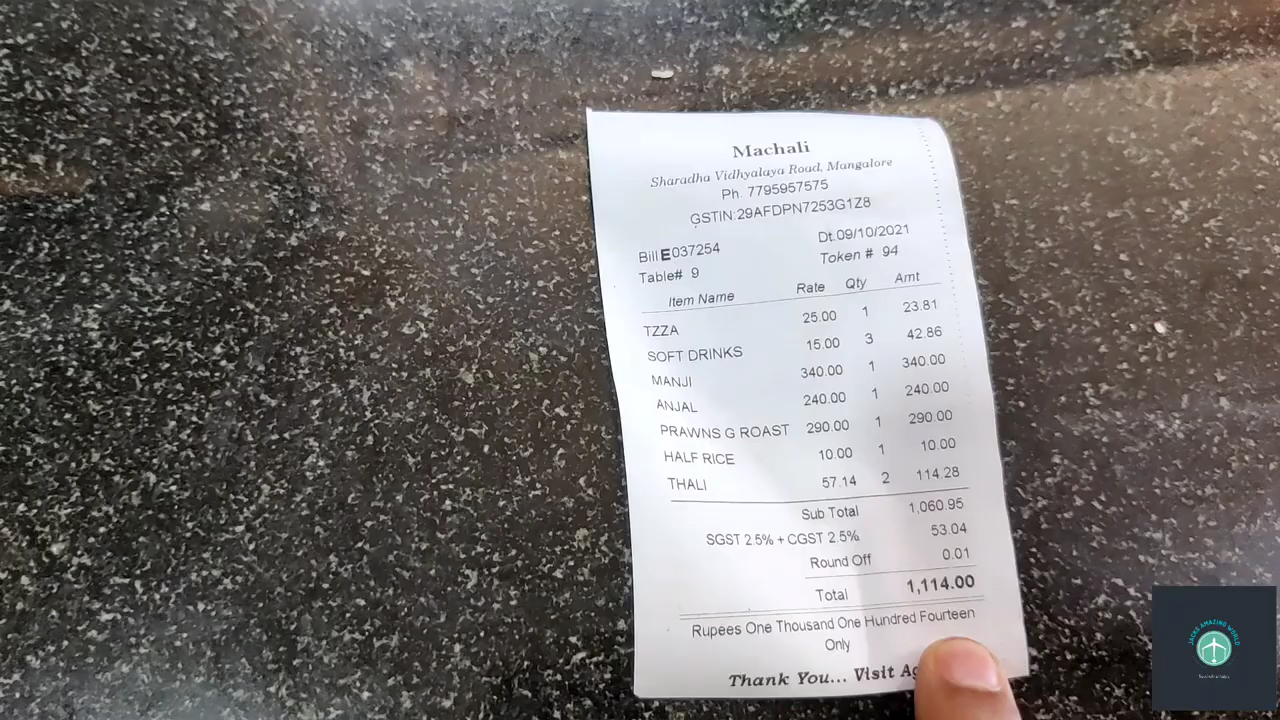 Machali
Sharadha Vidhyalaya Road, Mangalore
Ph. 7795957575
GSTIN:29AFDPN7253G1Z8
Bill E037254 Dt.09/10/2021
Table# 9 Token # 94
Item Name Rate Qty Amt
TZZA 25.00 1 23.81
SOFT DRINKS 15.00 3 42.86
MANJI 340.00 1 340.00
ANJAL 240.00 1 240.00
PRAWNS G ROAST 290.00 1 290.00
HALF RICE 10.00 1 10.00
THALI 57.14 2 114.28
Sub Total 1,060.95
SGST 2.5% + CGST 2.5% 53.04
Round Off 0.01
Total 1,114.00
Rupees One Thousand One Hundred Fourteen
Only
Thank You... Visit Ag
JACKS AMAZING WORLD